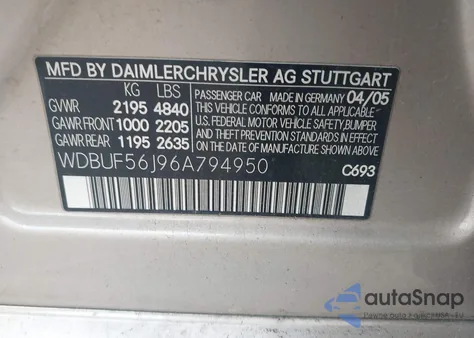 MFD BY DAIMLERCHRYSLER AG STUTTGART
KG LBS
GVWR 2195 4840
GAWR FRONT 1000 2205
GAWR REAR 1195 2635
PASSENGER CAR / MADE IN GERMANY 04/05
THIS VEHICLE CONFORMS TO ALL
APPLICABLE U.S. FEDERAL MOTOR
VEHICLE SAFETY, BUMPER
AND THEFT PREVENTION
STANDARDS IN EFFECT ON THE
DATE OF MANUFACTURE SHOWN ABOVE
WDBUF56J96A794950
C693
autaSnap